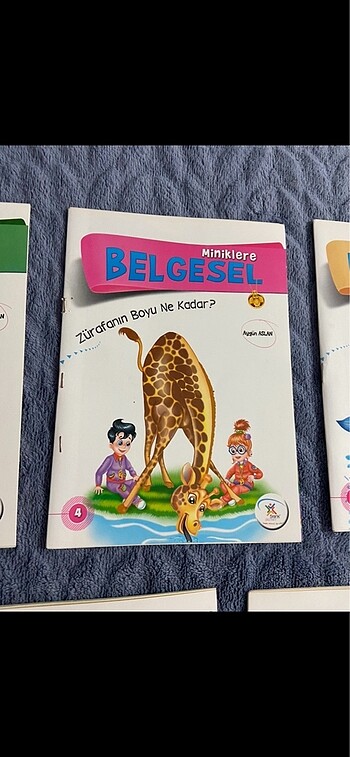 Miniklere
BELGESEL
Zürafanın Boyu Ne Kadar?
Aygün ASLAN
4